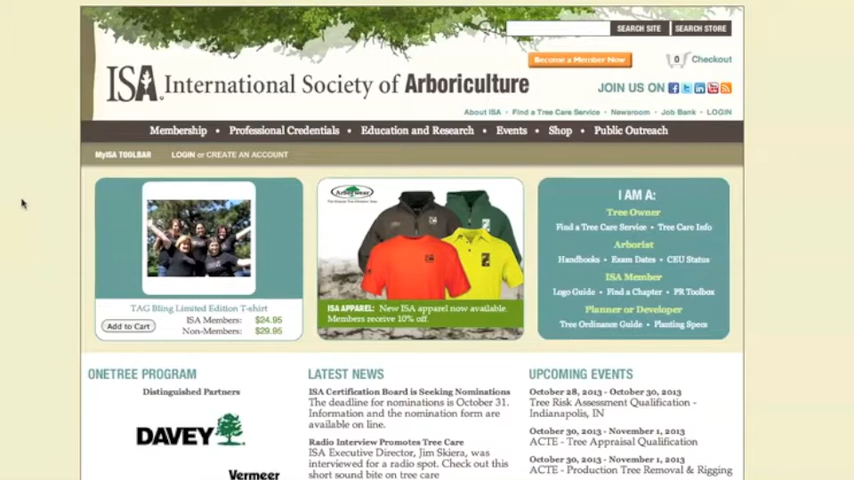 SEARCH SITE
SEARCH STORE
Become a Member Now
0 Checkout
ISA International Society of Arboriculture
JOIN US ON
About ISA • Find a Tree Care Service • Newsroom • Job Bank • LOGIN
Membership • Professional Credentials • Education and Research • Events • Shop • Public Outreach
MyISA TOOLBAR
LOGIN or CREATE AN ACCOUNT
TAG Bling Limited Edition T-shirt
Add to Cart
ISA Members: $24.95
Non-Members: $29.95
Arborwear
ISA APPAREL: New ISA apparel now available.
Members receive 10% off.
I AM A:
Tree Owner
Find a Tree Care Service • Tree Care Info
Arborist
Handbooks • Exam Dates • CEU Status
ISA Member
Logo Guide • Find a Chapter • PR Toolbox
Planner or Developer
Tree Ordinance Guide • Planting Specs
ONETREE PROGRAM
Distinguished Partners
DAVEY
Vermeer
LATEST NEWS
ISA Certification Board is Seeking Nominations
The deadline for nominations is October 31.
Information and the nomination form are
available on line.
Radio Interview Promotes Tree Care
ISA Executive Director, Jim Skiera, was
interviewed for a radio spot. Check out this
short sound bite on tree care
UPCOMING EVENTS
October 28, 2013 - October 30, 2013
Tree Risk Assessment Qualification -
Indianapolis, IN
October 30, 2013 - November 1, 2013
ACTE - Tree Appraisal Qualification
October 30, 2013 - November 1, 2013
ACTE - Production Tree Removal & Rigging